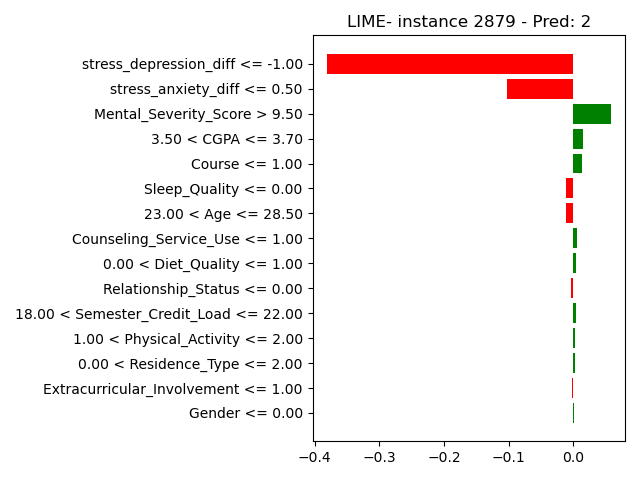 LIME- instance 2879 - Pred: 2
stress_depression_diff <= -1.00
stress_anxiety_diff <= 0.50
Mental_Severity_Score > 9.50
3.50 < CGPA <= 3.70
Course <= 1.00
Sleep_Quality <= 0.00
23.00 < Age <= 28.50
Counseling_Service_Use <= 1.00
0.00 < Diet_Quality <= 1.00
Relationship_Status <= 0.00
18.00 < Semester_Credit_Load <= 22.00
1.00 < Physical_Activity <= 2.00
0.00 < Residence_Type <= 2.00
Extracurricular_Involvement <= 1.00
Gender <= 0.00
−0.4 −0.3 −0.2 −0.1 0.0